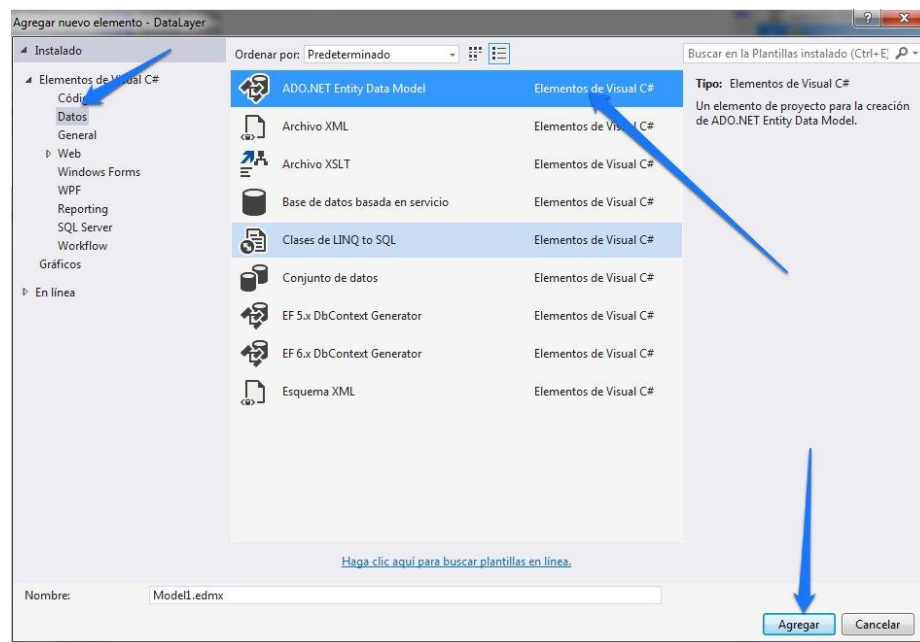 Agregar nuevo elemento - DataLayer
Instalado
Elementos de Visual C#
Código
Datos
General
Web
Windows Forms
WPF
Reporting
SQL Server
Workflow
Gráficos
En línea
Ordenar por: Predeterminado
ADO.NET Entity Data Model Elementos de Visual C#
Archivo XML Elementos de Visual C#
Archivo XSLT Elementos de Visual C#
Base de datos basada en servicio Elementos de Visual C#
Clases de LINQ to SQL Elementos de Visual C#
Conjunto de datos Elementos de Visual C#
EF 5.x DbContext Generator Elementos de Visual C#
EF 6.x DbContext Generator Elementos de Visual C#
Esquema XML Elementos de Visual C#
Haga clic aquí para buscar plantillas en línea.
Buscar en la Plantillas instalado (Ctrl+E)
Tipo: Elementos de Visual C#
Un elemento de proyecto para la creación
de ADO.NET Entity Data Model.
Nombre: Model1.edmx
Agregar Cancelar